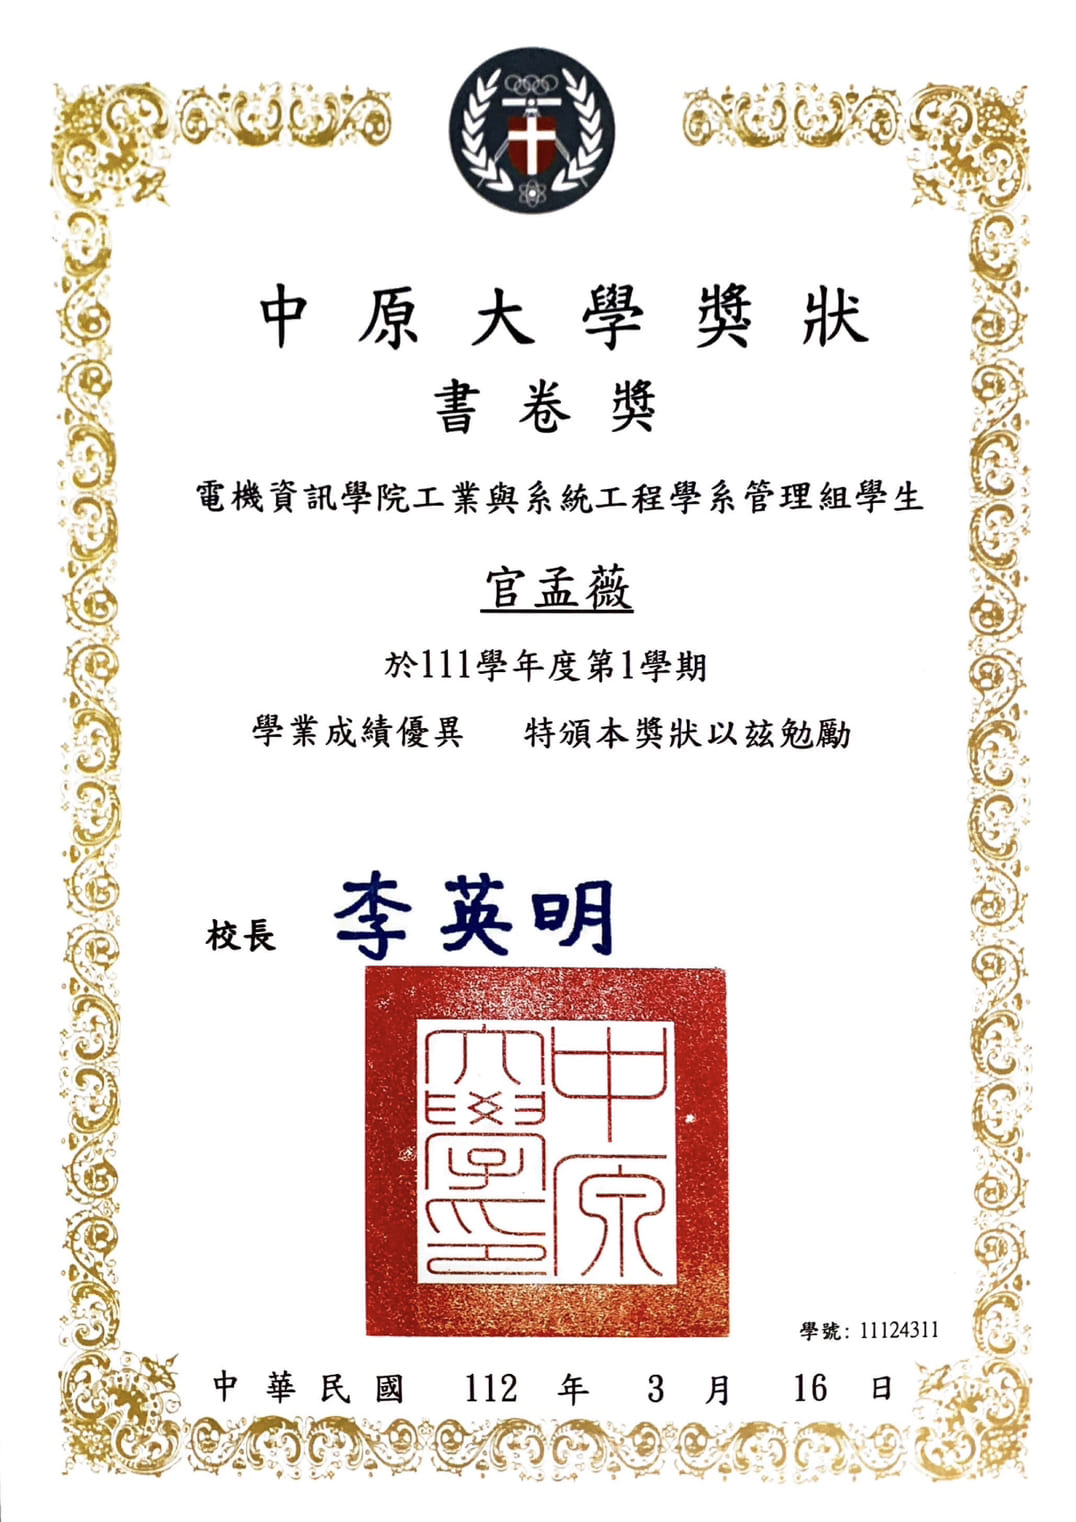 中原大學獎狀
書卷獎
電機資訊學院工業與系統工程學系管理組學生
官孟薇
於111學年度第1學期
學業成績優異　特頒本獎狀以玆勉勵
校長　李英明
中原
大學印
學號：11124311
中華民國 112 年 3 月 16 日